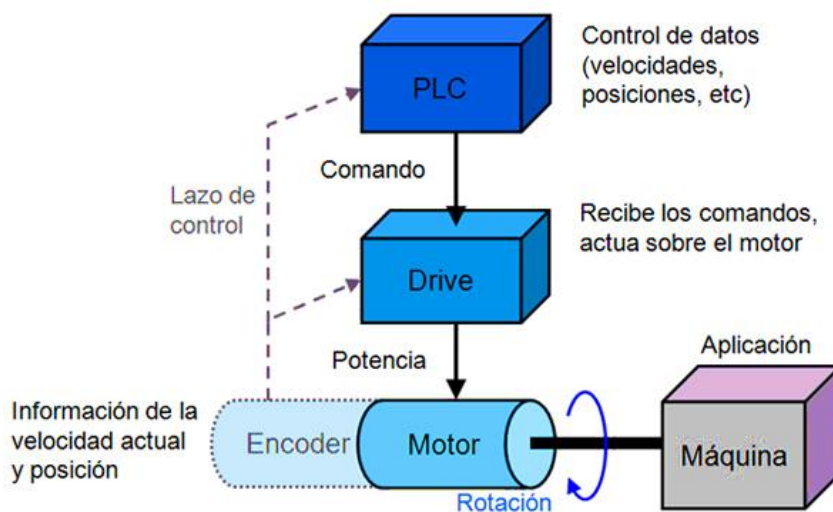 PLC
Control de datos
(velocidades,
posiciones, etc)
Comando
Lazo de
control
Recibe los comandos,
actua sobre el motor
Drive
Potencia
Aplicación
Información de la
velocidad actual
y posición
Encoder
Motor
Máquina
Rotación